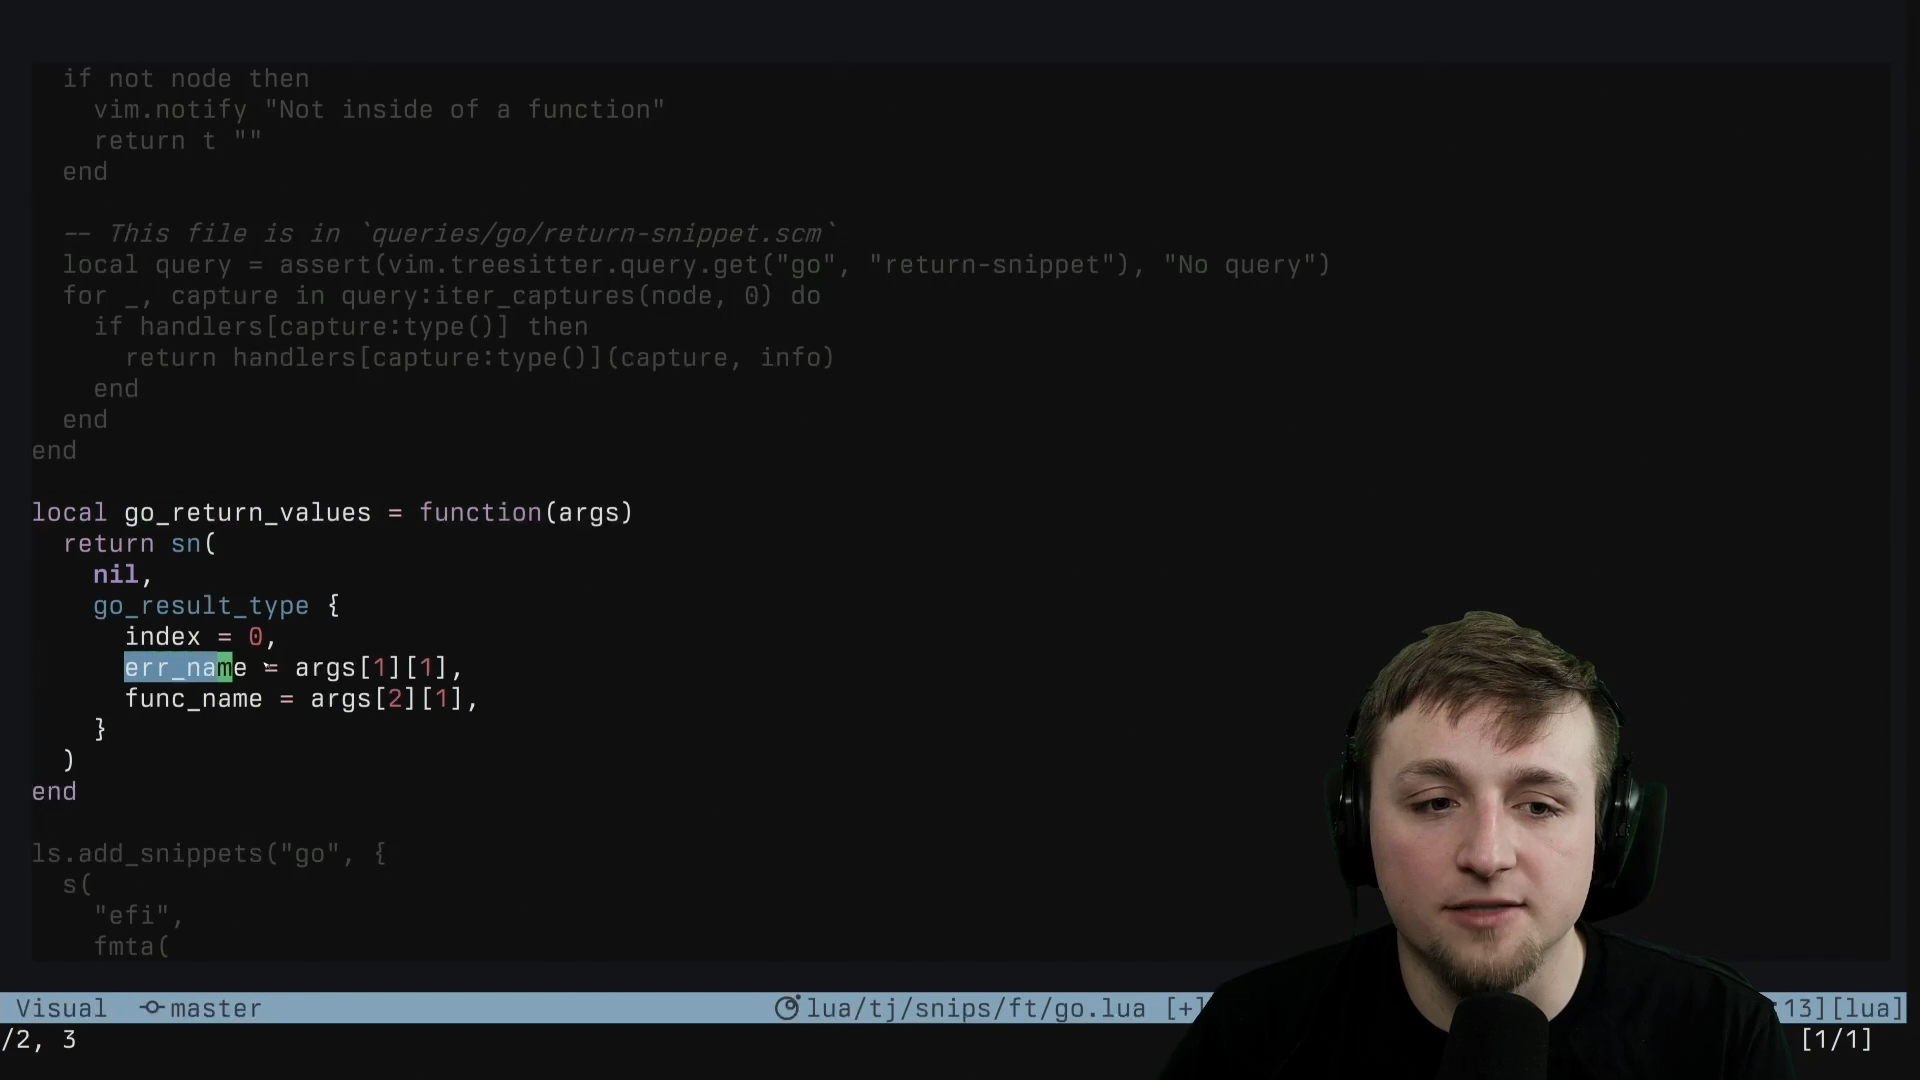 if not node then
vim.notify "Not inside of a function"
return t ""
end
-- This file is in `queries/go/return-snippet.scm`
local query = assert(vim.treesitter.query.get("go", "return-snippet"), "No query")
for _, capture in query:iter_captures(node, 0) do
if handlers[capture:type()] then
return handlers[capture:type()](capture, info)
end
end
end
local go_return_values = function(args)
return sn(
nil,
go_result_type {
index = 0,
err_name = args[1][1],
func_name = args[2][1],
}
)
end
ls.add_snippets("go", {
s(
"efi",
fmta(
Visual master lua/tj/snips/ft/go.lua [+] 13][lua]
/2, 3 [1/1]